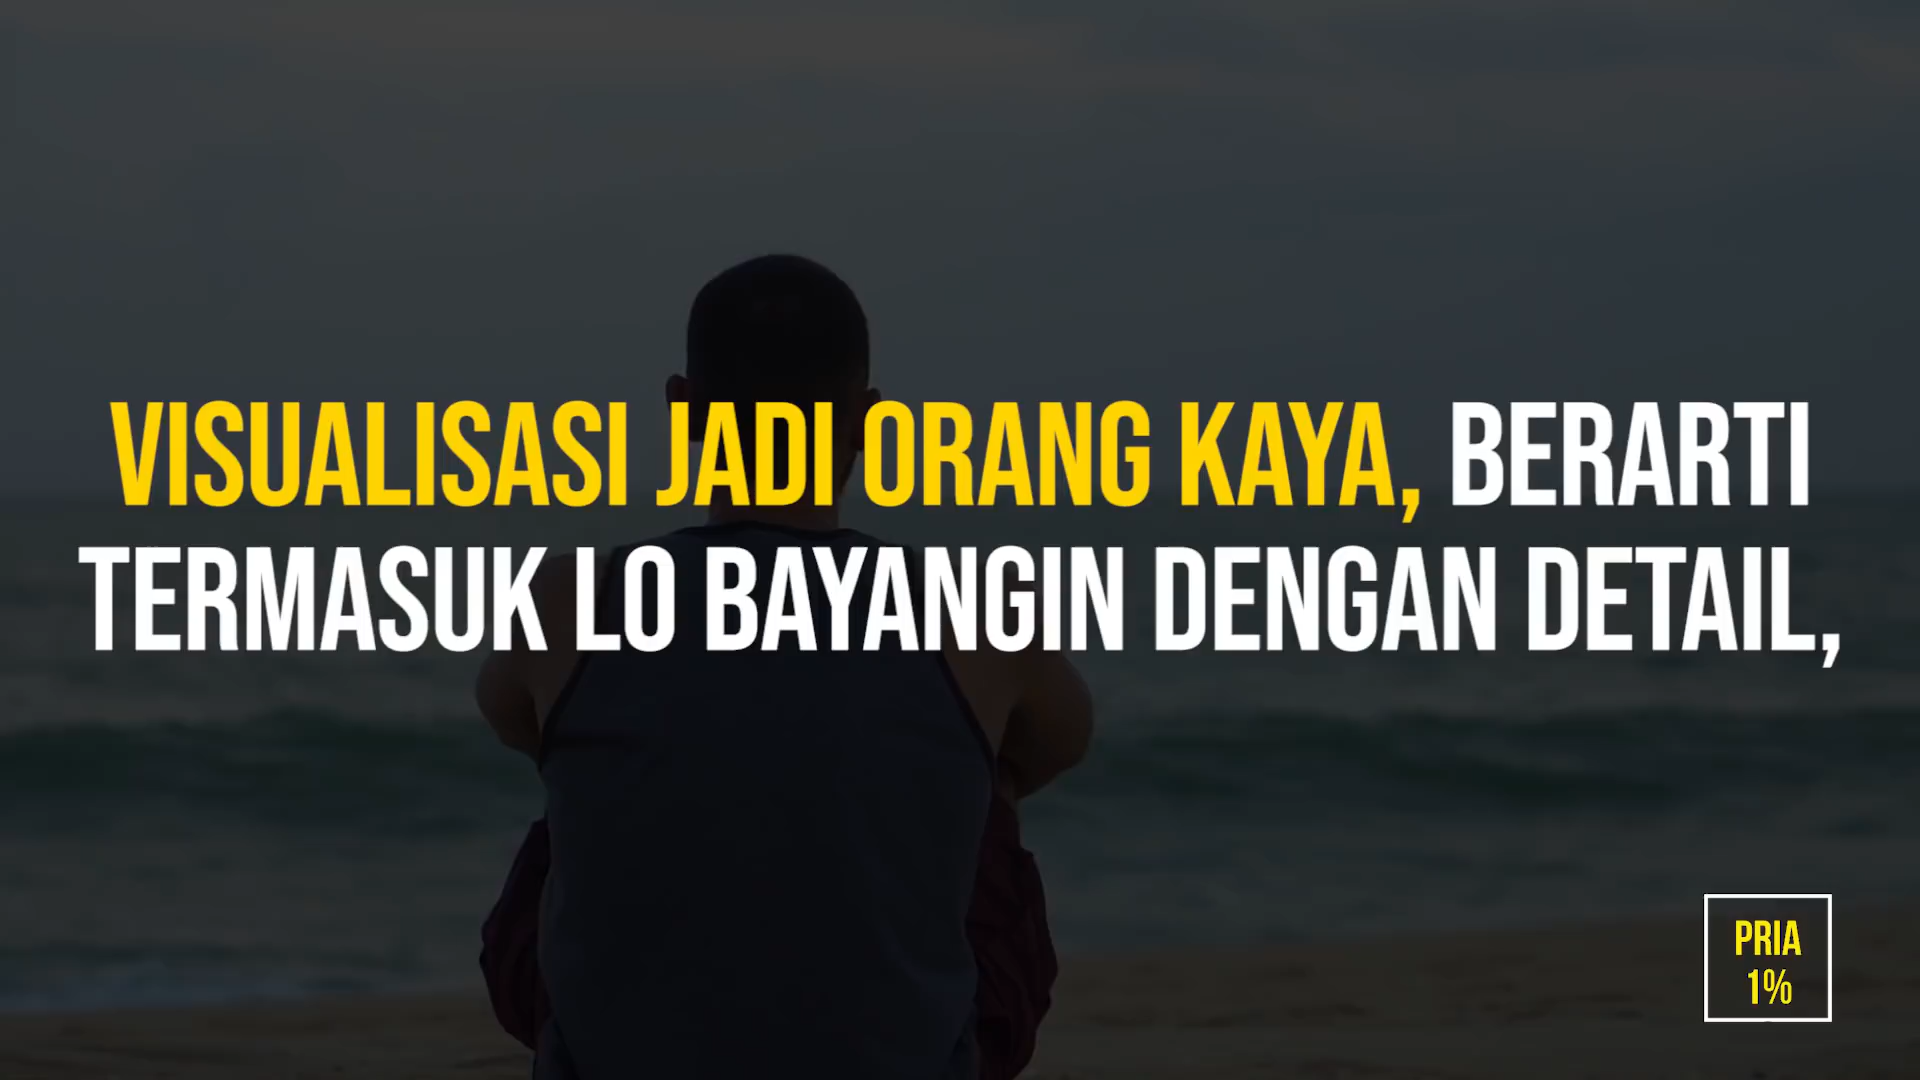 VISUALISASI JADI ORANG KAYA, BERARTI
TERMASUK LO BAYANGIN DENGAN DETAIL,
PRIA
1%